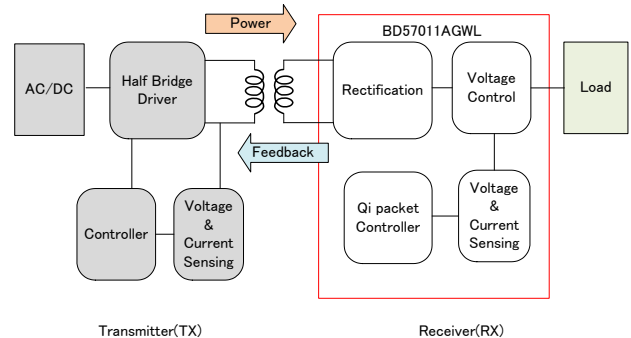 Power
BD57011AGWL
AC/DC
Half Bridge
Driver
Rectification
Voltage
Control
Load
Feedback
Controller
Voltage
&
Current
Sensing
Qi packet
Controller
Voltage
&
Current
Sensing
Transmitter(TX)
Receiver(RX)